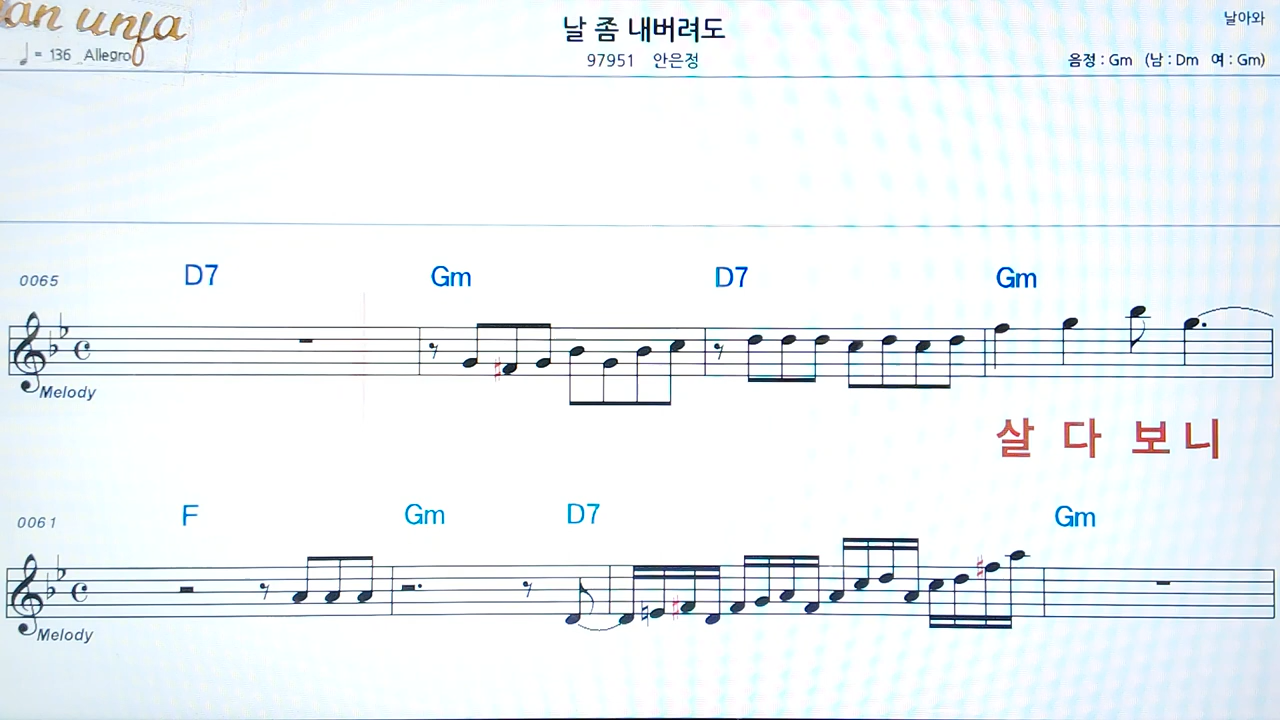 날 좀 내버려도
날아와
♩ = 136 Allegro
97951 안은정
음정 : Gm (남 : Dm 여 : Gm)
0065 D7 Gm D7 Gm
Melody
살 다 보 니
0061 F Gm D7 Gm
Melody